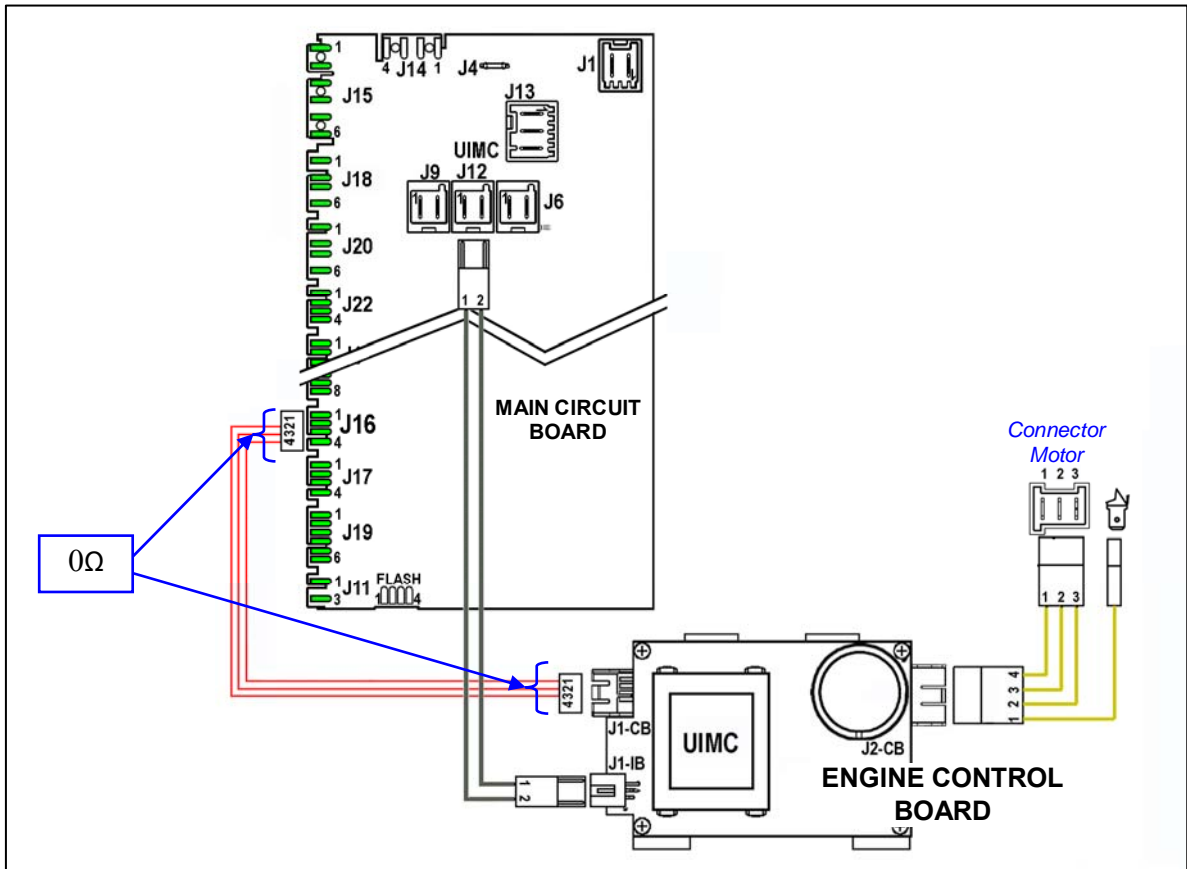 1
4 J14 1
J4
J1
J15
J13
6
UIMC
1
J9 J12
J18
1 1 1
J6
6
1
J20
6
1
J22
1 2
4
1
8
MAIN CIRCUIT
BOARD
1
J16
4321
4
Connector
Motor
1
J17
1 2 3
4
1
J19
0Ω
6
1 2 3
1
J11
FLASH
3
1 4
4321
4
3
2
1
J1-CB
UIMC
J2-CB
J1-IB
1
2
ENGINE CONTROL
BOARD